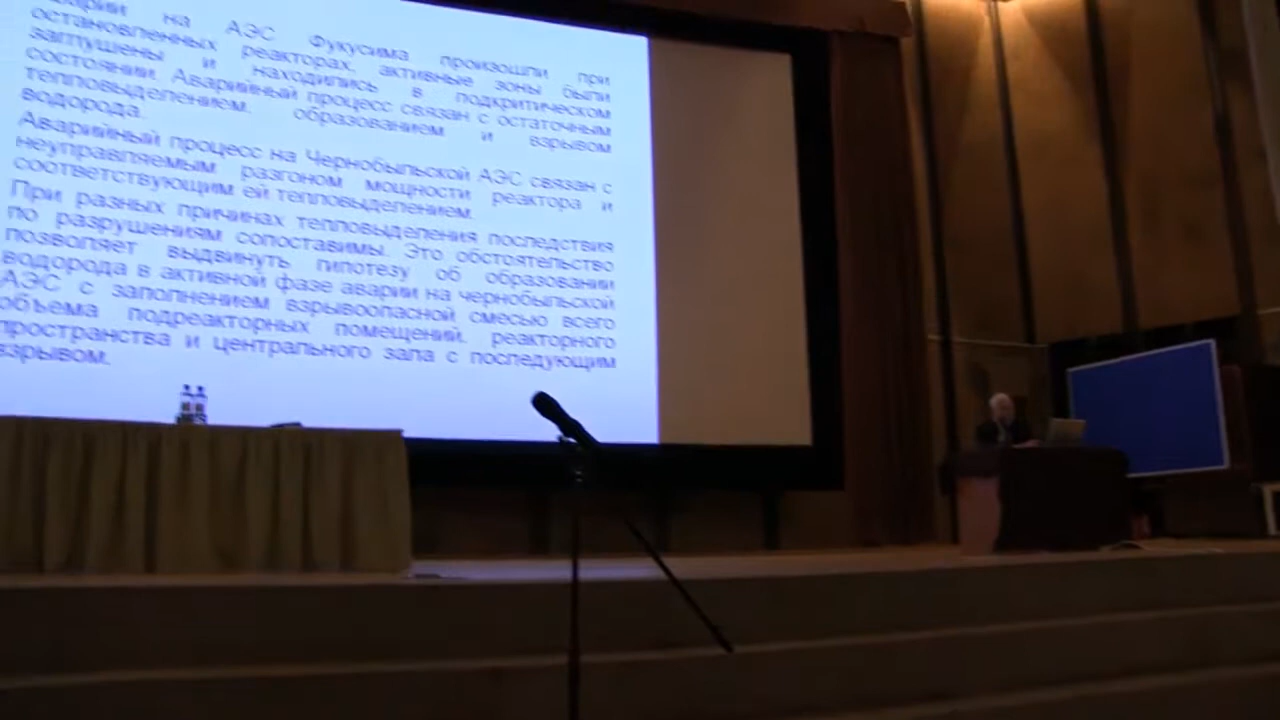 аварии на АЭС Фукусима произошли при
остановленных реакторах, активные зоны были
заглушены и находились в подкритическом
состоянии. Аварийный процесс связан с остаточным
тепловыделением, образованием и взрывом
водорода.
Аварийный процесс на Чернобыльской АЭС связан с
неуправляемым разгоном мощности реактора и
соответствующим ей тепловыделением.
При разных причинах тепловыделения последствия
по разрушениям сопоставимы. Это обстоятельство
позволяет выдвинуть гипотезу об образовании
водорода в активной фазе аварии на чернобыльской
АЭС с заполнением взрывоопасной смесью всего
объема подреакторных помещений, реакторного
пространства и центрального зала с последующим
взрывом.